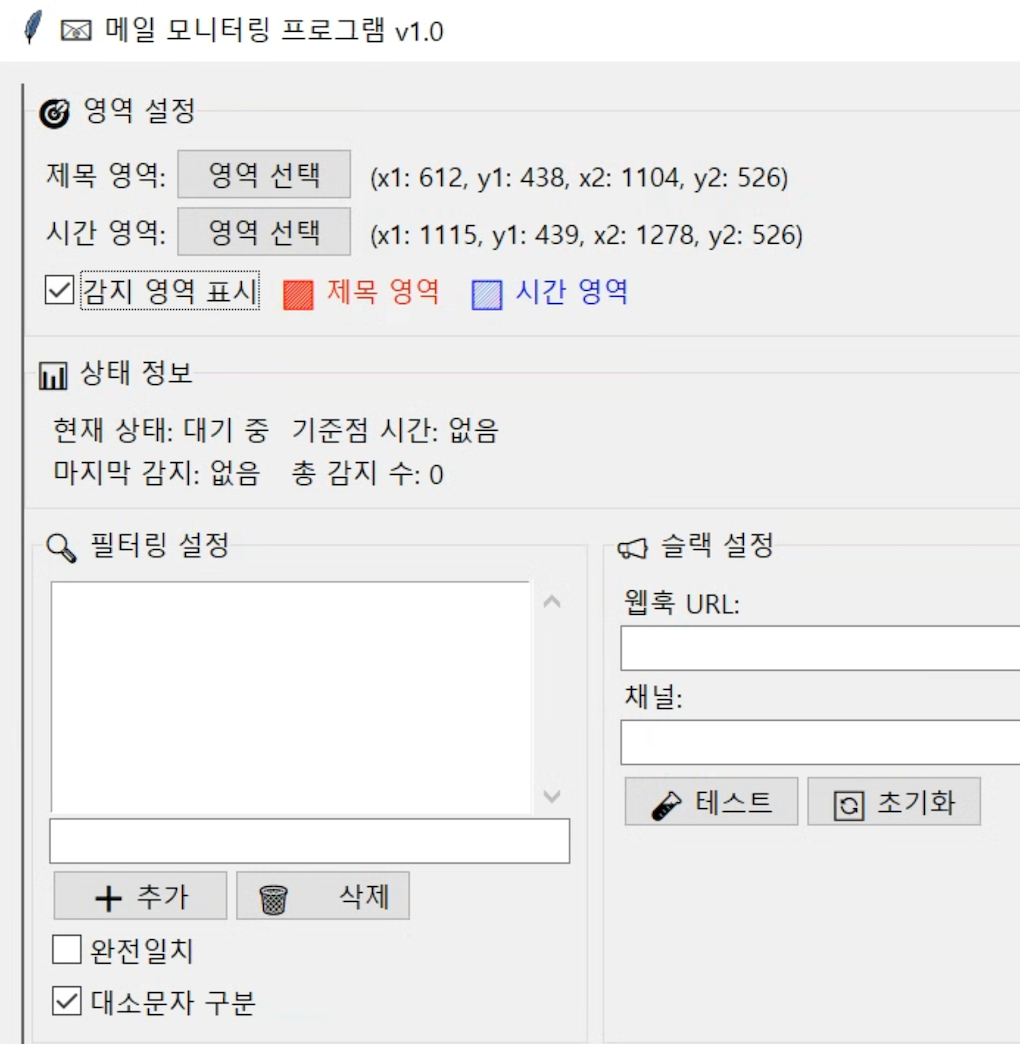 메일 모니터링 프로그램 v1.0
영역 설정
제목 영역: 영역 선택 (x1: 612, y1: 438, x2: 1104, y2: 526)
시간 영역: 영역 선택 (x1: 1115, y1: 439, x2: 1278, y2: 526)
감지 영역 표시 제목 영역 시간 영역
상태 정보
현재 상태: 대기 중 기준점 시간: 없음
마지막 감지: 없음 총 감지 수: 0
필터링 설정
추가 삭제
완전일치
대소문자 구분
슬랙 설정
웹훅 URL:
채널:
테스트 초기화